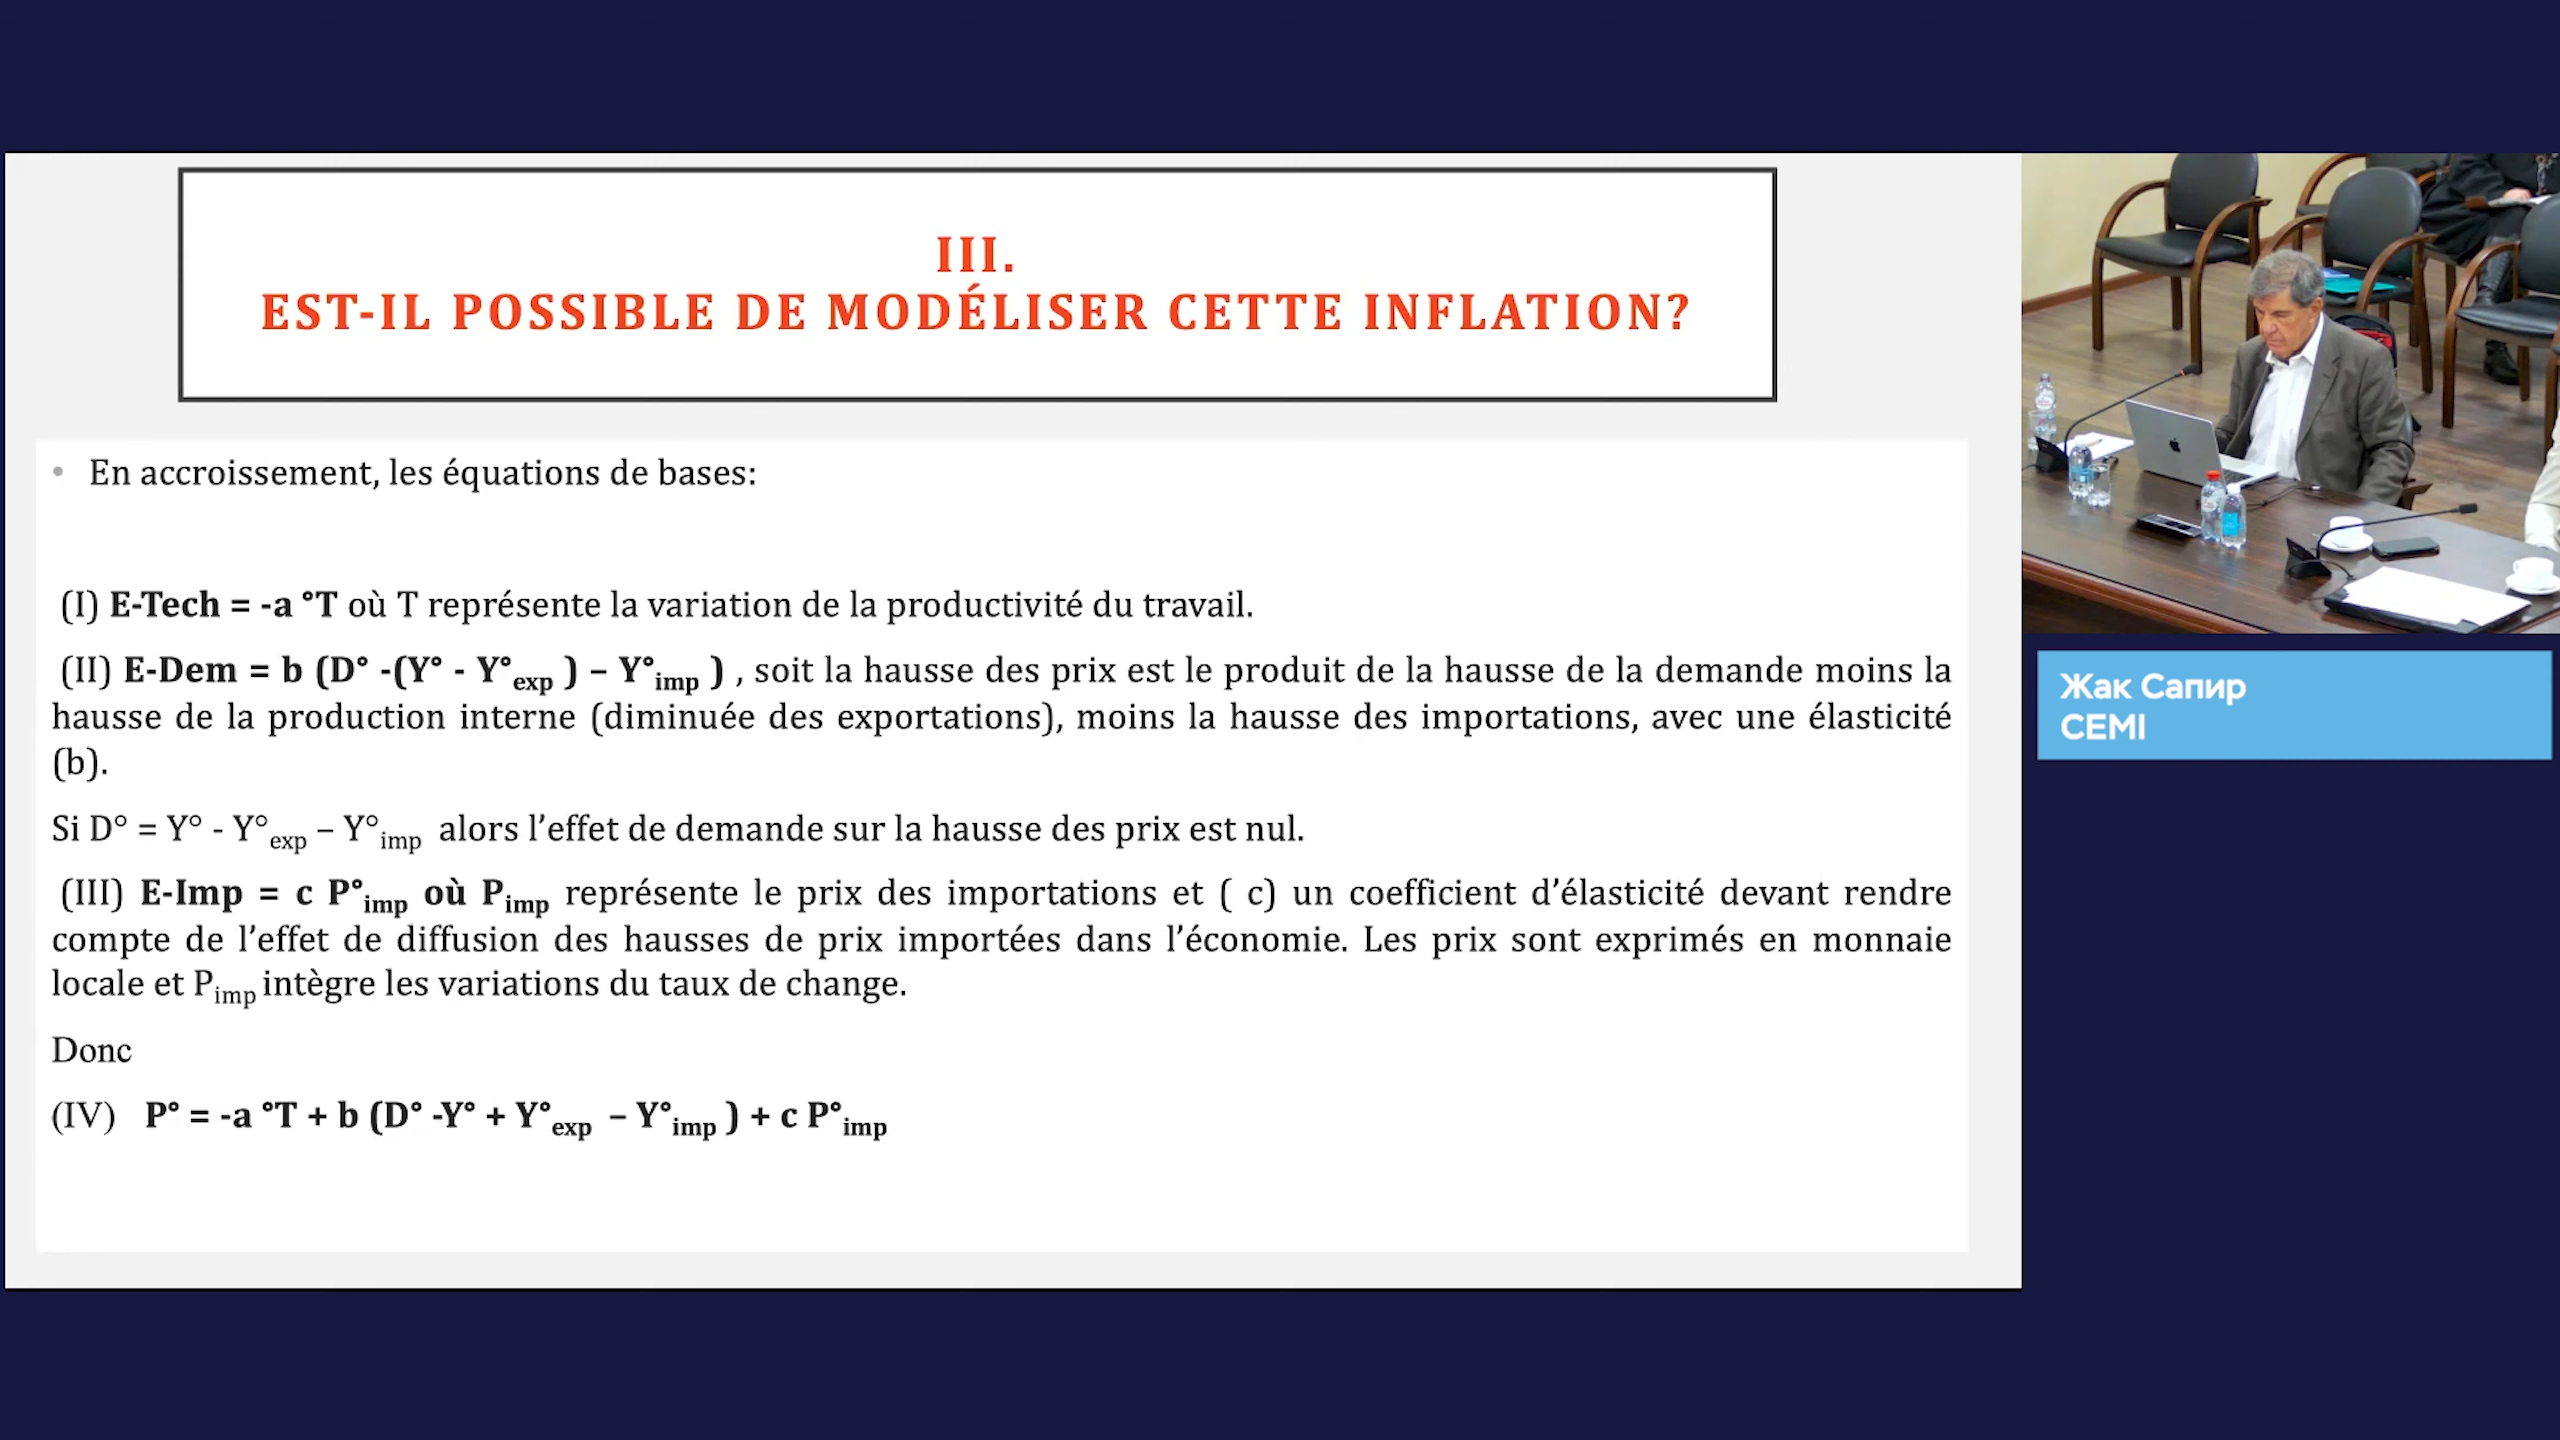 III.
EST-IL POSSIBLE DE MODÉLISER CETTE INFLATION?
• En accroissement, les équations de bases:
(I) E-Tech = -a °T où T représente la variation de la productivité du travail.
(II) E-Dem = b (D° -(Y° - Y°exp ) – Y°imp ) , soit la hausse des prix est le produit de la hausse de la demande moins la
hausse de la production interne (diminuée des exportations), moins la hausse des importations, avec une élasticité
(b).
Si D° = Y° - Y°exp – Y°imp alors l’effet de demande sur la hausse des prix est nul.
(III) E-Imp = c P°imp où Pimp représente le prix des importations et ( c) un coefficient d’élasticité devant rendre
compte de l’effet de diffusion des hausses de prix importées dans l’économie. Les prix sont exprimés en monnaie
locale et Pimp intègre les variations du taux de change.
Donc
(IV) P° = -a °T + b (D° -Y° + Y°exp – Y°imp ) + c P°imp
Жак Сапир
CEMI